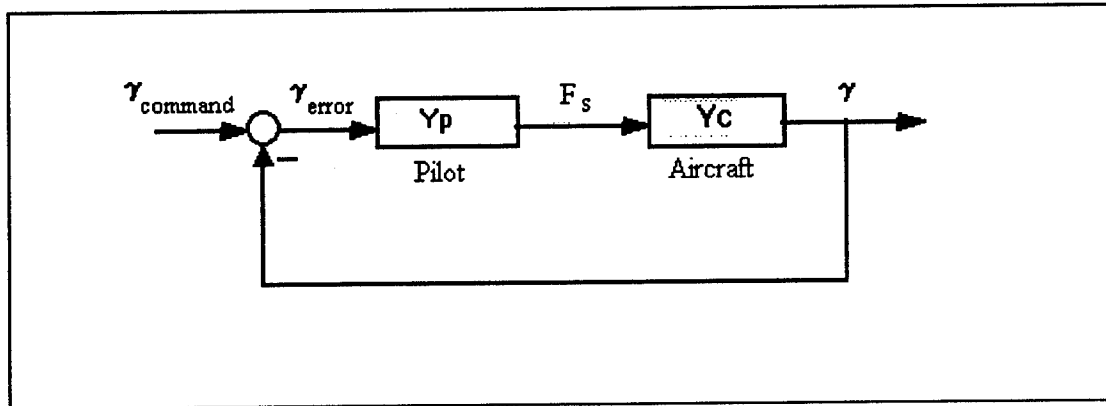 γcommand
γerror
Yp
Pilot
Fs
Yc
Aircraft
γ
−